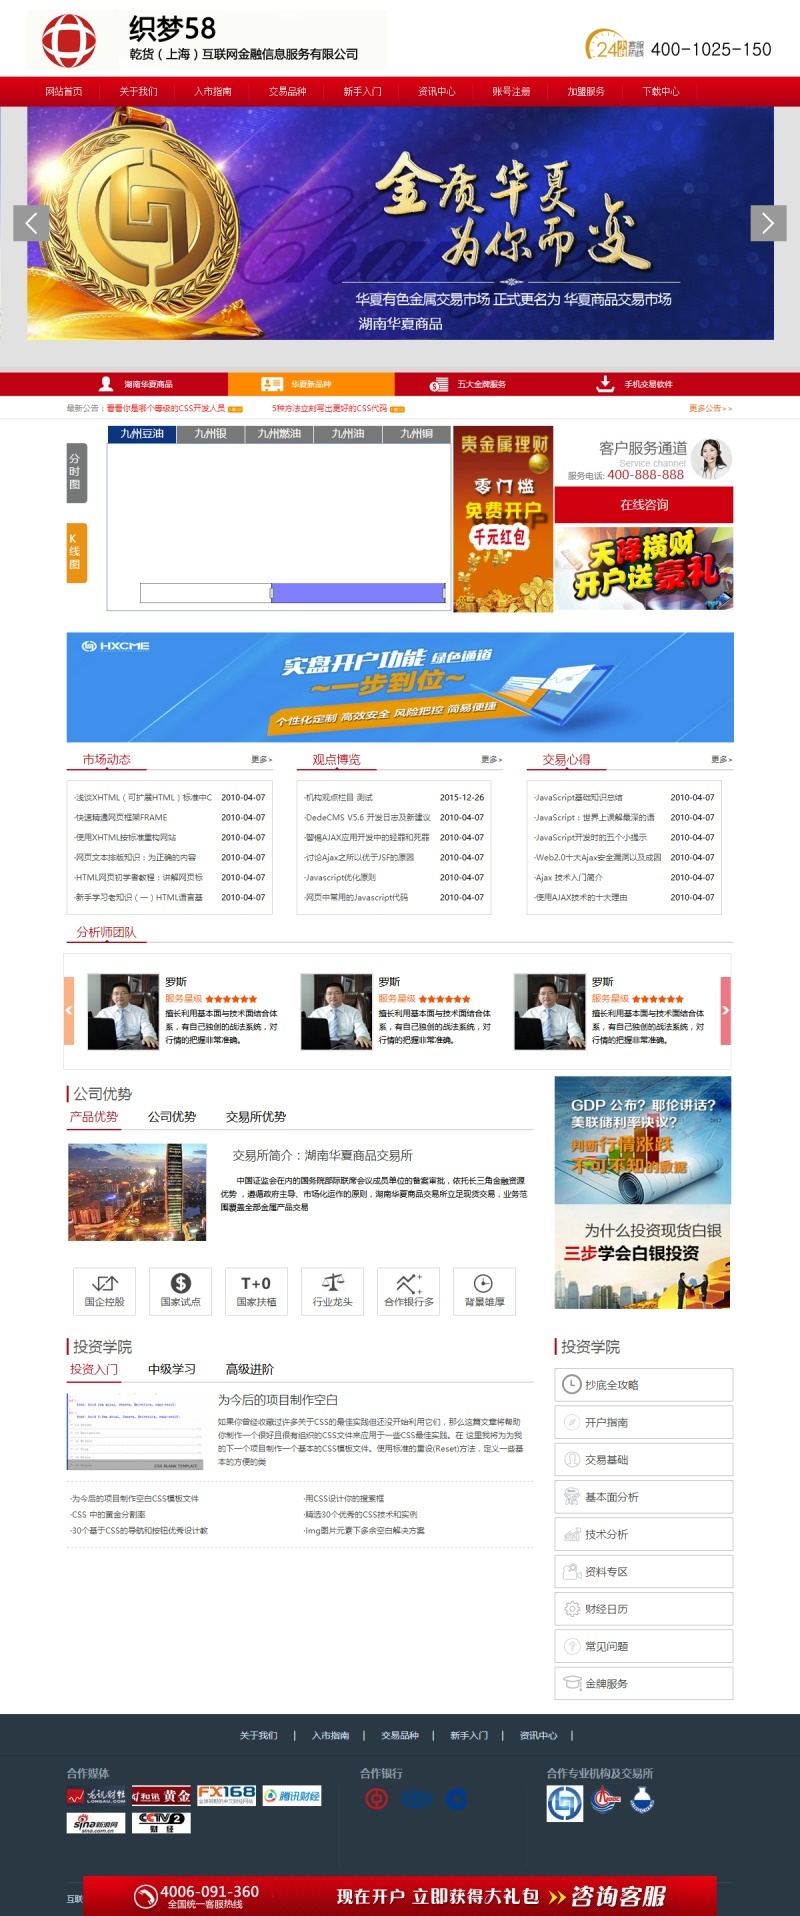 织梦58
乾货（上海）互联网金融信息服务有限公司
24小时 客服热线 400-1025-150
网站首页 关于我们 入市指南 交易品种 新手入门 资讯中心 账号注册 加盟服务 下载中心
金质华夏
为你而变
华夏有色金属交易市场 正式更名为 华夏商品交易市场
湖南华夏商品
湖南华夏商品 华夏新品种 五大金牌服务 手机交易软件
最新公告：看看你是哪个等级的CSS开发人员 5种方法立刻写出更好的CSS代码 更多公告>>
分时图
K线图
九州豆油 九州银 九州燃油 九州油 九州铜
贵金属理财
零门槛
免费开户
千元红包
客户服务通道
Service channel
服务电话: 400-888-888
在线咨询
天降横财
开户送豪礼
HXCME
实盘开户功能 绿色通道
~一步到位~
个性化定制 高效安全 风险把控 简易便捷
市场动态 更多>
·浅谈XHTML（可扩展HTML）标准中C 2010-04-07
·快速精通网页框架FRAME 2010-04-07
·使用XHTML按标准重构网站 2010-04-07
·网页文本排版知识：为正确的内容 2010-04-07
·HTML网页初学者教程：讲解网页标 2010-04-07
·新手学习老知识（一）HTML语言基 2010-04-07
观点博览 更多>
·机构观点栏目 测试 2015-12-26
·DedeCMS V5.6 开发日志及新建议 2010-04-07
·警惕AJAX应用开发中的轻罪和死罪 2010-04-07
·讨论Ajax之所以优于JSF的原因 2010-04-07
·Javascript优化原则 2010-04-07
·网页中常用的Javascript代码 2010-04-07
交易心得 更多>
·JavaScript基础知识总结 2010-04-07
·JavaScript：世界上误解最深的语 2010-04-07
·JavaScript开发时的五个小提示 2010-04-07
·Web2.0十大Ajax安全漏洞以及成因 2010-04-07
·Ajax 技术入门简介 2010-04-07
·使用AJAX技术的十大理由 2010-04-07
分析师团队
罗斯
服务星级 ★★★★★★
擅长利用基本面与技术面结合体
系，有自己独创的战法系统，对
行情的把握非常准确。
罗斯
服务星级 ★★★★★★
擅长利用基本面与技术面结合体
系，有自己独创的战法系统，对
行情的把握非常准确。
罗斯
服务星级 ★★★★★★
擅长利用基本面与技术面结合体
系，有自己独创的战法系统，对
行情的把握非常准确。
公司优势
产品优势 公司优势 交易所优势
交易所简介：湖南华夏商品交易所
中国证监会在内的国务院部际联席会议成员单位的备案审批，依托长三角金融资源
优势，遵循政府主导、市场化运作的原则，湖南华夏商品交易所立足现货交易，业务范
围覆盖全部金属产品交易
国企控股 国家试点 T+0 国家扶植 行业龙头 合作银行多 背景雄厚
GDP 公布？耶伦讲话？
美联储利率决议？
判断行情涨跌
不可不知的数据
为什么投资现货白银
三步学会白银投资
投资学院
投资入门 中级学习 高级进阶
CSS BLANK TEMPLATE
为今后的项目制作空白
如果你曾经收藏过许多关于CSS的最佳实践但还没开始利用它们，那么这篇文章将帮助
你制作一个很好且很有组织的CSS文件来应用于一些CSS最佳实践。在 这里我将为为我
的下一个项目制作一个基本的CSS模板文件。使用标准的重设(Reset)方法，定义一些基
本的方便的类
·为今后的项目制作空白CSS模板文件
·CSS 中的黄金分割率
·30个基于CSS的导航和按钮优秀设计教
·用CSS设计你的搜索框
·精选30个优秀的CSS技术和实例
·Img图片元素下多余空白解决方案
投资学院
抄底全攻略
开户指南
交易基础
基本面分析
技术分析
资料专区
财经日历
常见问题
金牌服务
关于我们 | 入市指南 | 交易品种 | 新手入门 | 资讯中心 |
合作媒体
龙讯财经 LONGAU.COM 和讯黄金 FX168 腾讯财经
sina新浪网 sina.com.cn CCTV2 财经
合作银行
合作专业机构及交易所
互联
4006-091-360
全国统一客服热线
现在开户 立即获得大礼包 >> 咨询客服